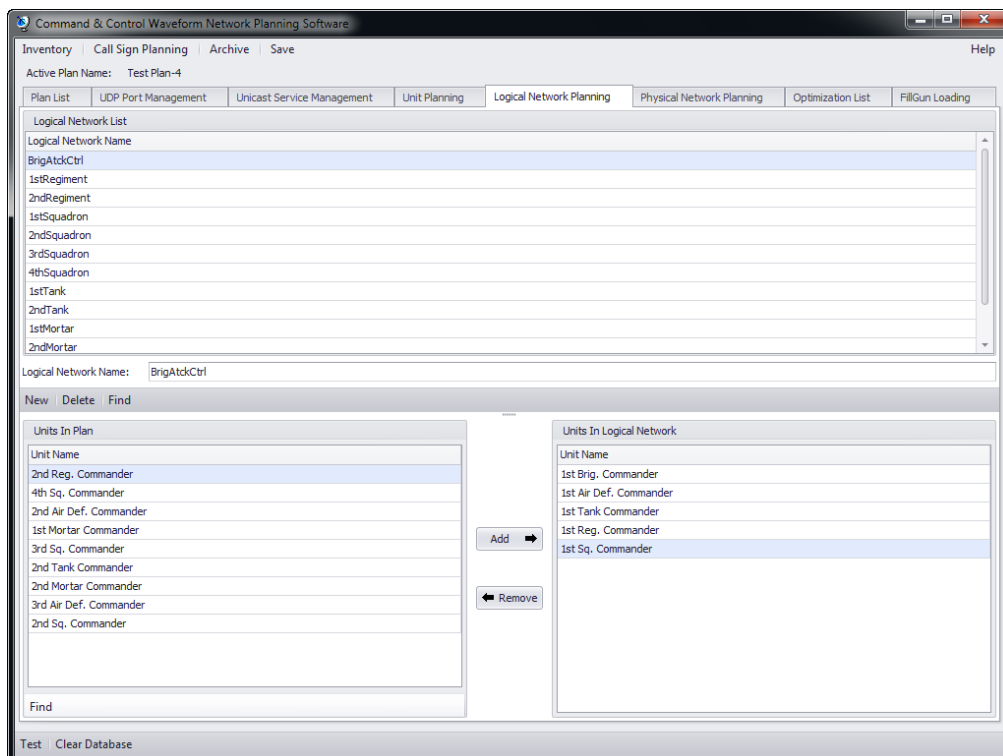 Command & Control Waveform Network Planning Software
Inventory Call Sign Planning Archive Save Help
Active Plan Name: Test Plan-4
Plan List UDP Port Management Unicast Service Management Unit Planning Logical Network Planning Physical Network Planning Optimization List FillGun Loading
Logical Network List
Logical Network Name
BrigAtckCtrl
1stRegiment
2ndRegiment
1stSquadron
2ndSquadron
3rdSquadron
4thSquadron
1stTank
2ndTank
1stMortar
2ndMortar
Logical Network Name: BrigAtckCtrl
New Delete Find
Units In Plan
Unit Name
2nd Reg. Commander
4th Sq. Commander
2nd Air Def. Commander
1st Mortar Commander
3rd Sq. Commander
2nd Tank Commander
2nd Mortar Commander
3rd Air Def. Commander
2nd Sq. Commander
Find
Add
Remove
Units In Logical Network
Unit Name
1st Brig. Commander
1st Air Def. Commander
1st Tank Commander
1st Reg. Commander
1st Sq. Commander
Test Clear Database